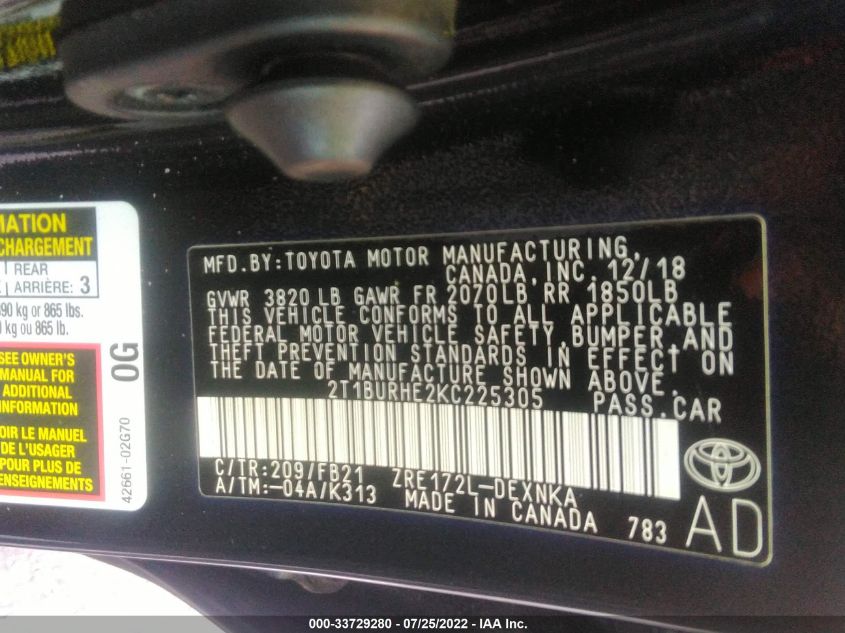 MATION
CHARGEMENT
REAR
ARRIÈRE: 3
90 kg or 865 lbs.
kg ou 865 lb.
SEE OWNER'S
MANUAL FOR
ADDITIONAL
INFORMATION
OIR LE MANUEL
DE L'USAGER
POUR PLUS DE
ENSEIGNEMENTS
0G
42661-02G70
MFD.BY:TOYOTA MOTOR MANUFACTURING,
CANADA,INC. 12/18
GVWR 3820 LB GAWR FR 2070LB RR 1850LB
THIS VEHICLE CONFORMS TO ALL APPLICABLE
FEDERAL MOTOR VEHICLE SAFETY,BUMPER,AND
THEFT PREVENTION STANDARDS IN EFFECT ON
THE DATE OF MANUFACTURE SHOWN ABOVE.
2T1BURHE2KC225305 PASS.CAR
C/TR:209/FB21 ZRE172L-DEXNKA
A/TM:-04A/K313 MADE IN CANADA 783
AD
000-33729280 - 07/25/2022 - IAA Inc.